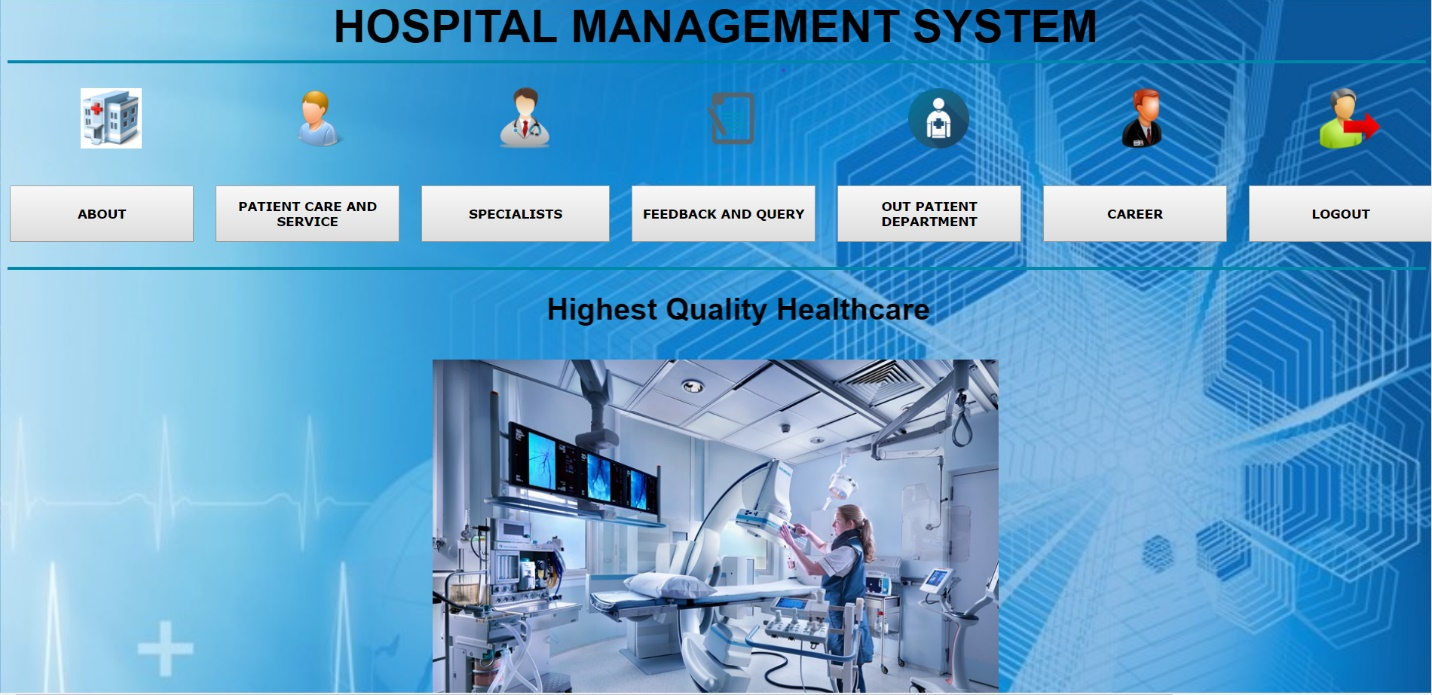 HOSPITAL MANAGEMENT SYSTEM
ABOUT
PATIENT CARE AND
SERVICE
SPECIALISTS
FEEDBACK AND QUERY
OUT PATIENT
DEPARTMENT
CAREER
LOGOUT
Highest Quality Healthcare